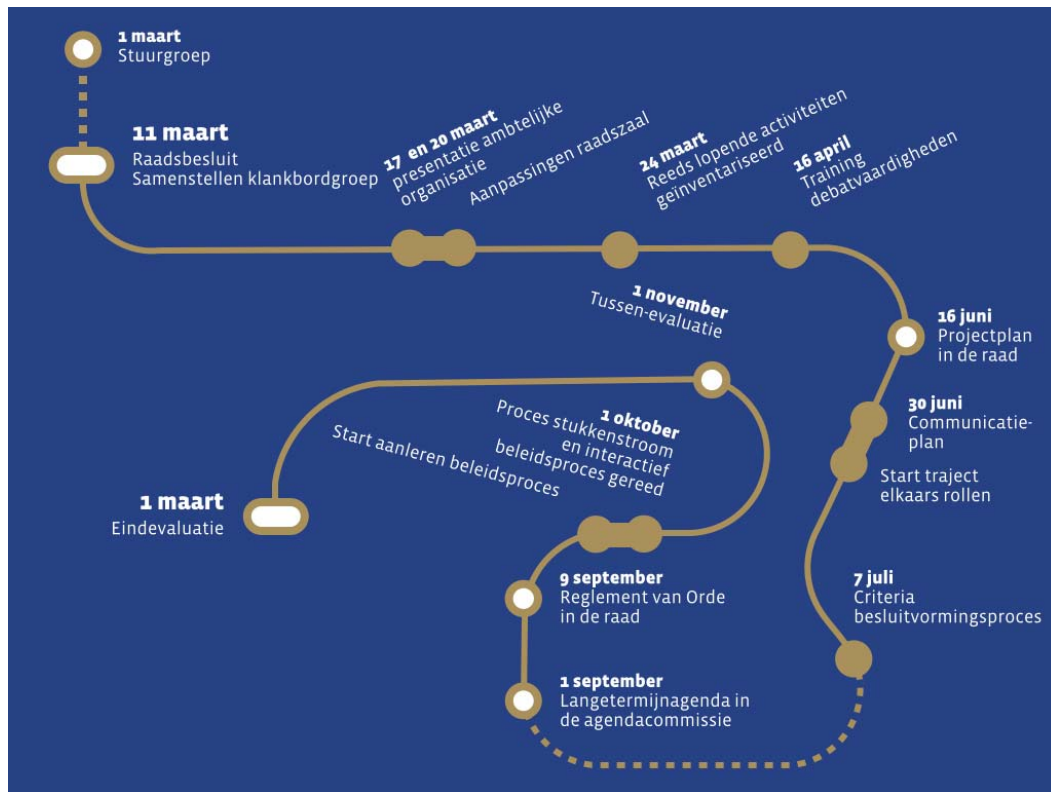 1 maart
Stuurgroep
11 maart
Raadsbesluit
Samenstellen klankbordgroep
17 en 20 maart
presentatie ambtelijke
organisatie
Aanpassingen raadszaal
24 maart
Reeds lopende activiteiten
geïnventariseerd
16 april
Training
debatvaardigheden
16 juni
Projectplan
in de raad
30 juni
Communicatie-
plan
Start traject
elkaars rollen
7 juli
Criteria
besluitvormingsproces
1 september
Langetermijnagenda in
de agendacommissie
9 september
Reglement van Orde
in de raad
Start aanleren beleidsproces
1 oktober
Proces stukkenstroom
en interactief
beleidsproces gereed
1 november
Tussen-evaluatie
1 maart
Eindevaluatie